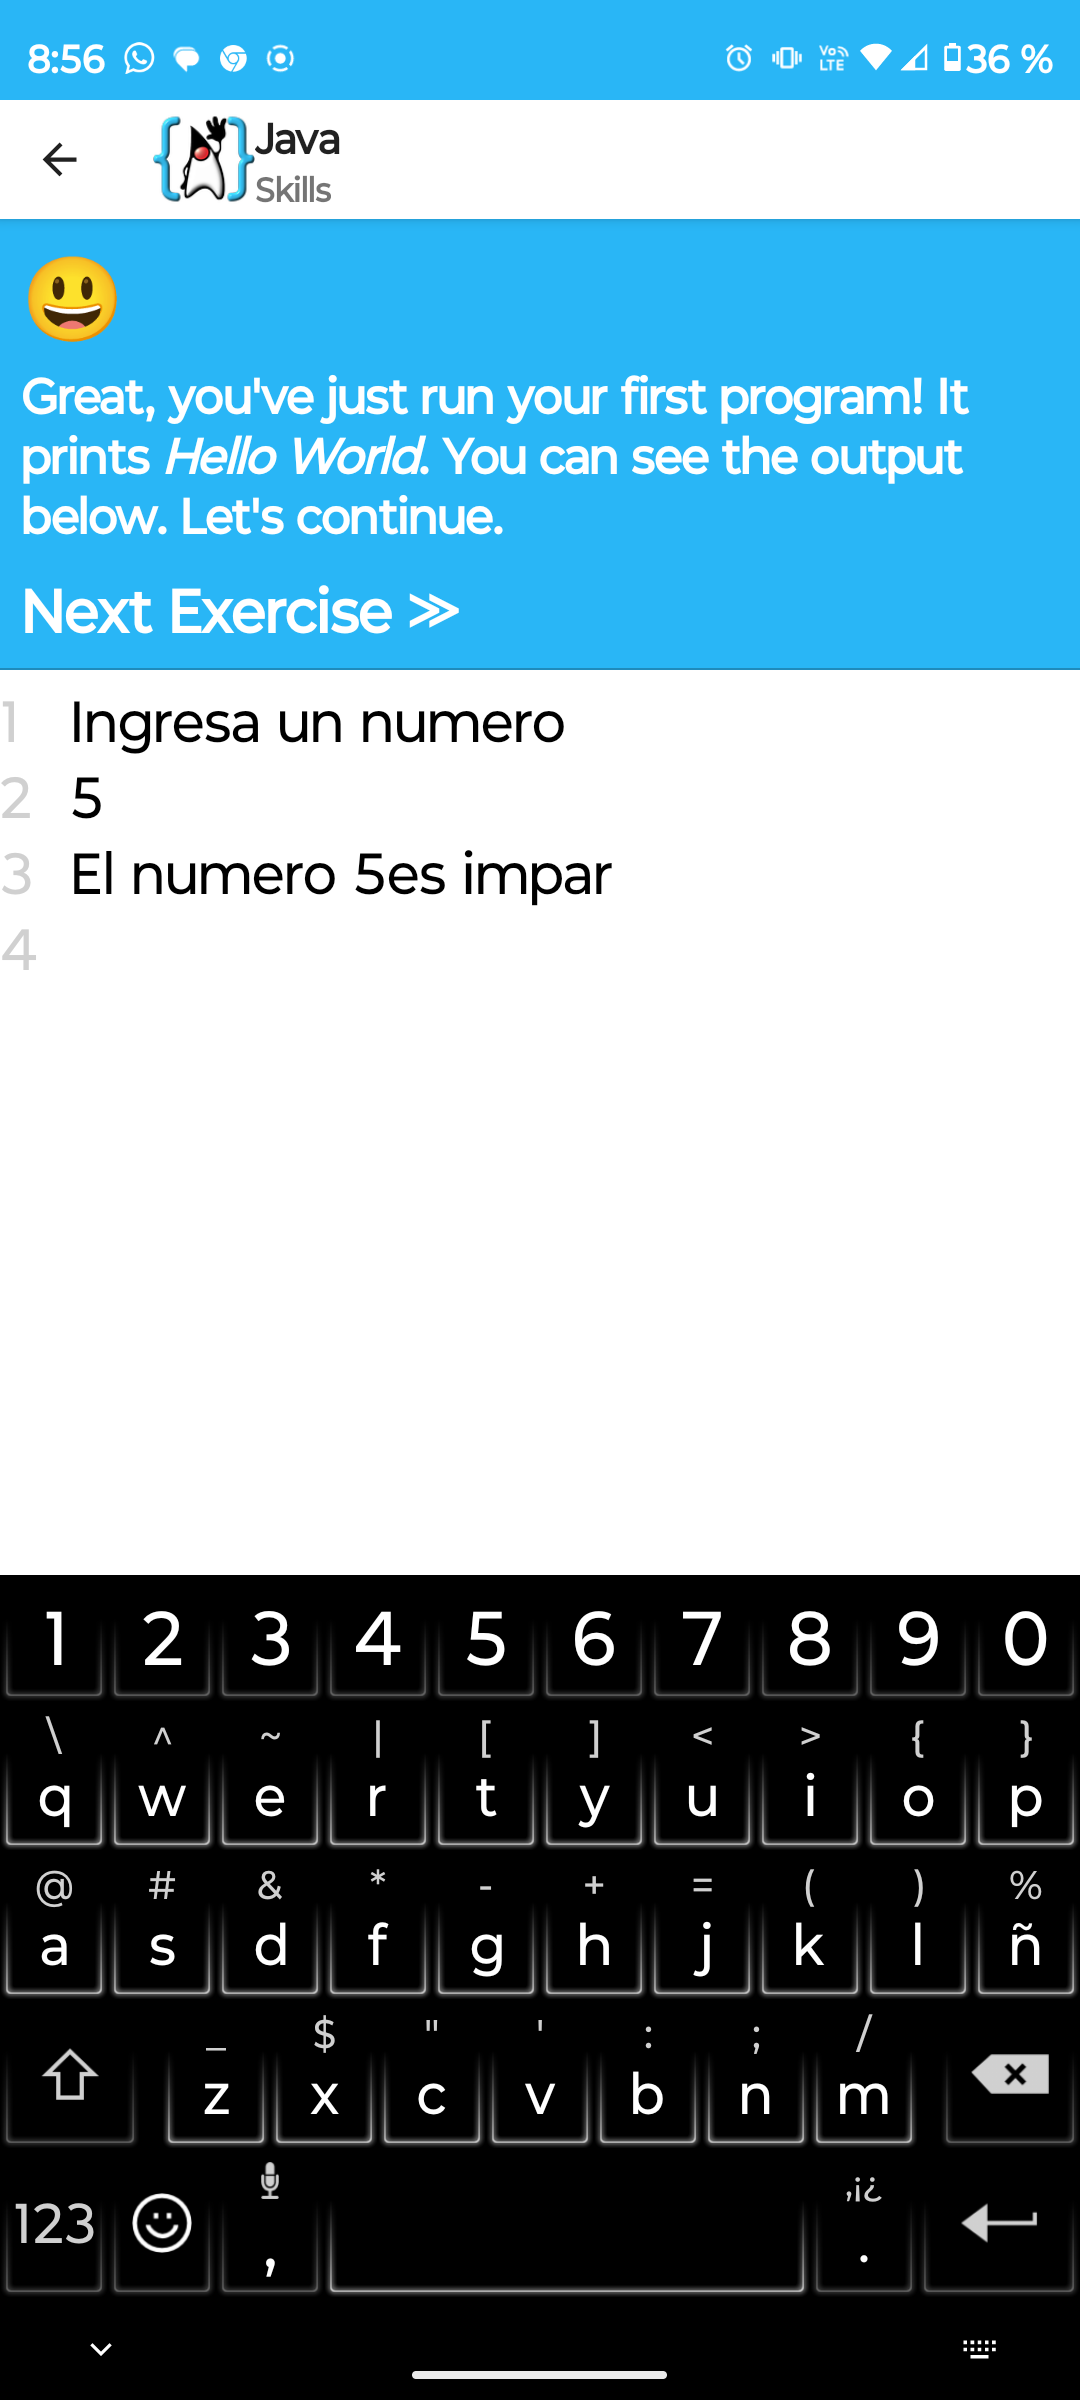 8:56 VoLTE 36 %
Java
Skills
Great, you've just run your first program! It
prints Hello World. You can see the output
below. Let's continue.
Next Exercise ≫
1 Ingresa un numero
2 5
3 El numero 5es impar
4
1 2 3 4 5 6 7 8 9 0
\ ^ ~ | [ ] < > { }
q w e r t y u i o p
@ # & * - + = ( ) %
a s d f g h j k l ñ
_ $ " ' : ; /
z x c v b n m
,¡¿
123 , .